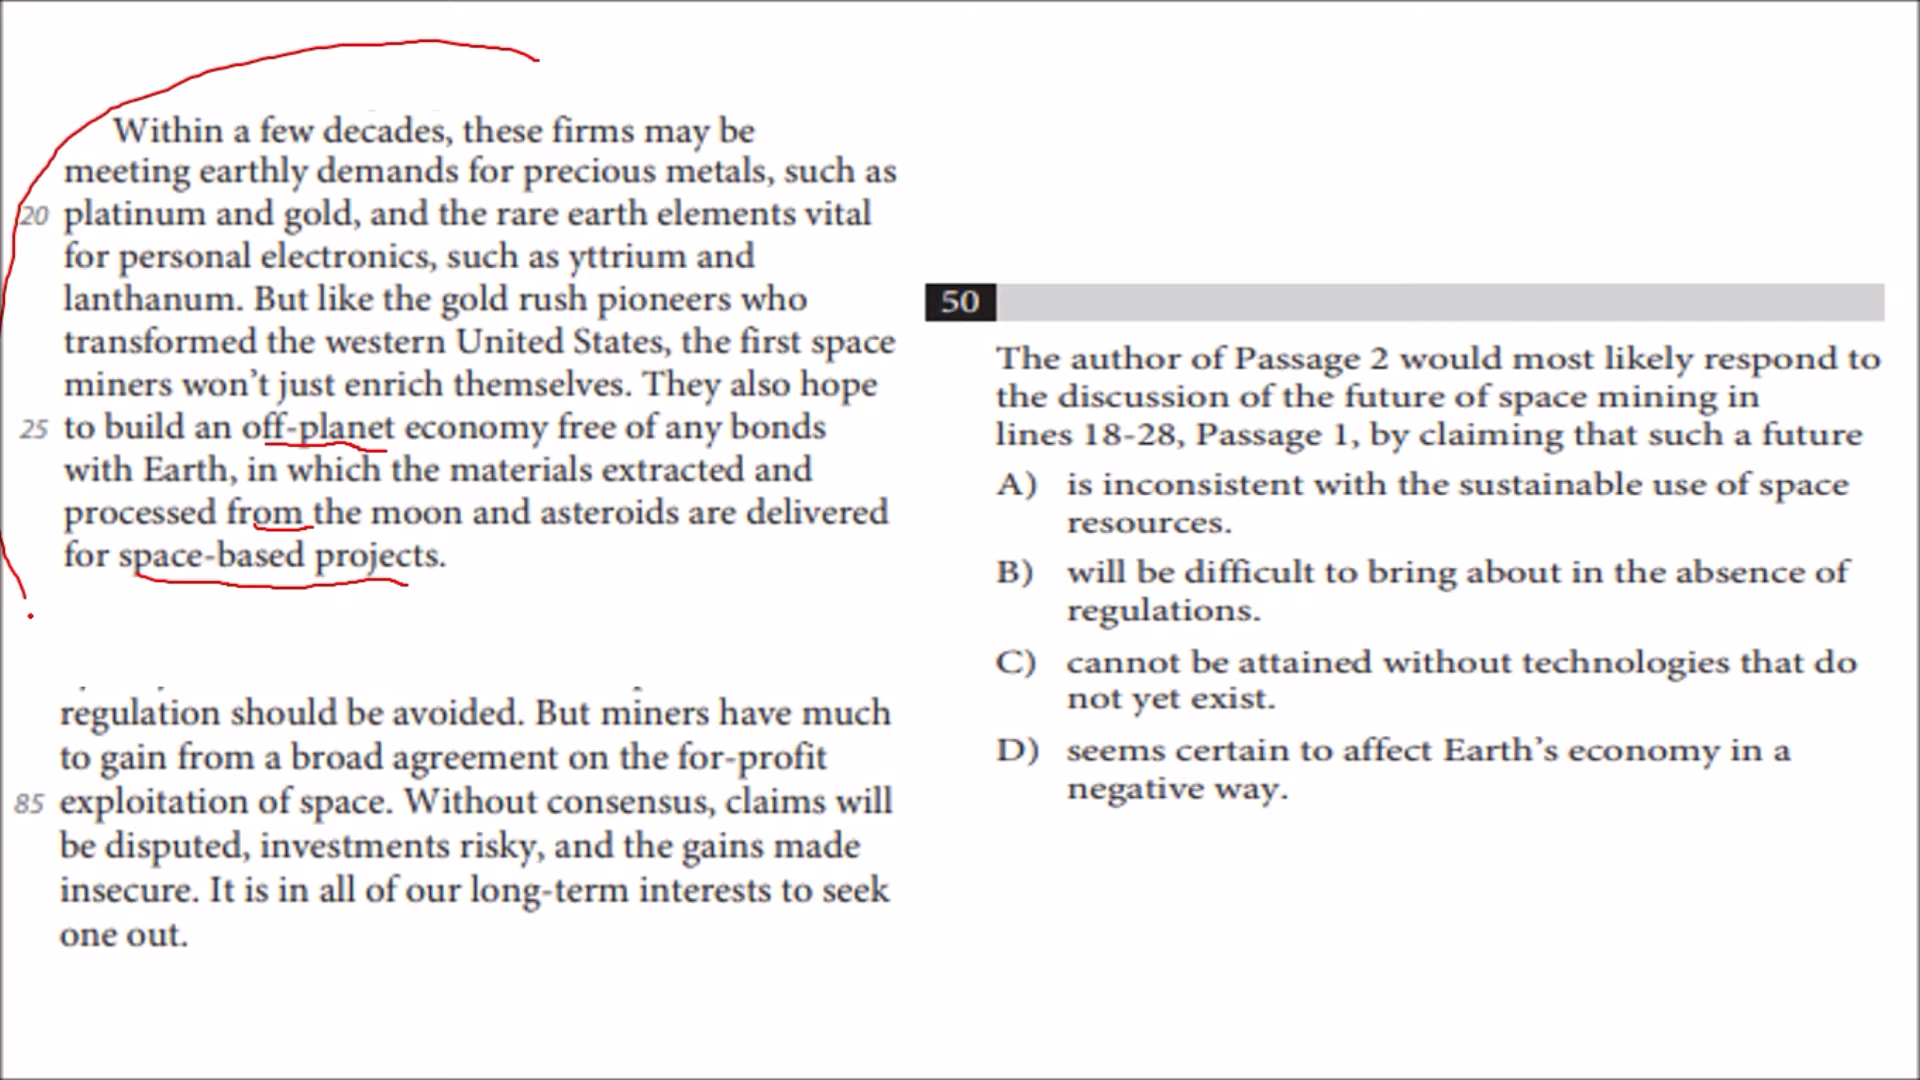 Within a few decades, these firms may be
meeting earthly demands for precious metals, such as
20 platinum and gold, and the rare earth elements vital
for personal electronics, such as yttrium and
lanthanum. But like the gold rush pioneers who
transformed the western United States, the first space
miners won't just enrich themselves. They also hope
25 to build an off-planet economy free of any bonds
with Earth, in which the materials extracted and
processed from the moon and asteroids are delivered
for space-based projects.
regulation should be avoided. But miners have much
to gain from a broad agreement on the for-profit
85 exploitation of space. Without consensus, claims will
be disputed, investments risky, and the gains made
insecure. It is in all of our long-term interests to seek
one out.
50
The author of Passage 2 would most likely respond to
the discussion of the future of space mining in
lines 18-28, Passage 1, by claiming that such a future
A) is inconsistent with the sustainable use of space
resources.
B) will be difficult to bring about in the absence of
regulations.
C) cannot be attained without technologies that do
not yet exist.
D) seems certain to affect Earth's economy in a
negative way.